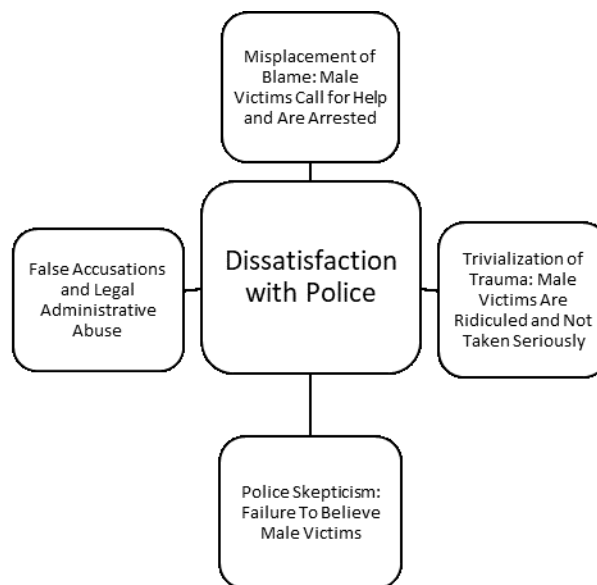 Misplacement of
Blame: Male
Victims Call for Help
and Are Arrested
Dissatisfaction
with Police
False Accusations
and Legal
Administrative
Abuse
Trivialization of
Trauma: Male
Victims Are
Ridiculed and Not
Taken Seriously
Police Skepticism:
Failure To Believe
Male Victims